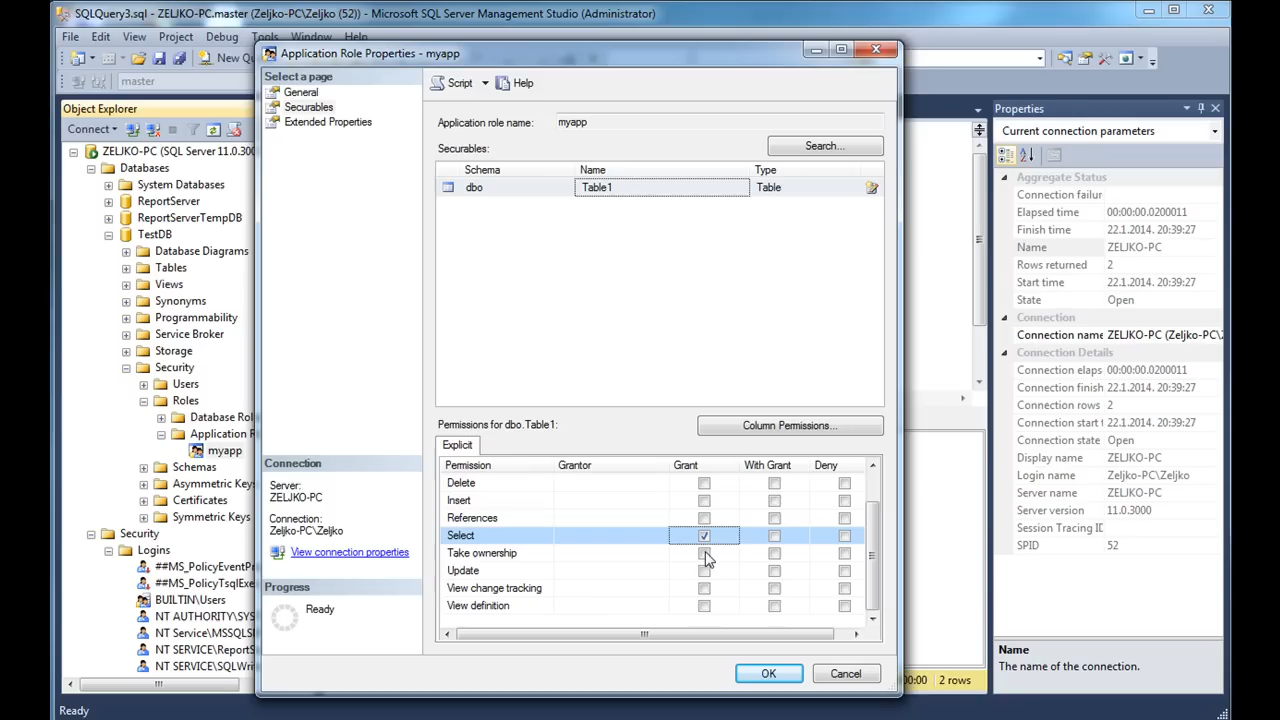 SQLQuery3.sql - ZELJKO-PC.master (Zeljko-PC\Zeljko (52)) - Microsoft SQL Server Management Studio (Administrator)
File Edit View Project Debug Tools Window Help
New Qu
master
Object Explorer
Connect
ZELJKO-PC (SQL Server 11.0.300
Databases
System Databases
ReportServer
ReportServerTempDB
TestDB
Database Diagrams
Tables
Views
Synonyms
Programmability
Service Broker
Storage
Security
Users
Roles
Database Rol
Application R
myapp
Schemas
Asymmetric Keys
Certificates
Symmetric Keys
Security
Logins
##MS_PolicyEventPr
##MS_PolicyTsqlExe
BUILTIN\Users
NT AUTHORITY\SYS
NT Service\MSSQLSI
NT SERVICE\ReportS
NT SERVICE\SQLWrit
Ready
Application Role Properties - myapp
Select a page
General
Securables
Extended Properties
Connection
Server:
ZELJKO-PC
Connection:
Zeljko-PC\Zeljko
View connection properties
Progress
Ready
Script Help
Application role name: myapp
Securables: Search...
Schema Name Type
dbo Table1 Table
Permissions for dbo.Table1: Column Permissions...
Explicit
Permission Grantor Grant With Grant Deny
Delete
Insert
References
Select
Take ownership
Update
View change tracking
View definition
OK Cancel
Properties
Current connection parameters
Aggregate Status
Connection failur
Elapsed time 00:00:00.0200011
Finish time 22.1.2014. 20:39:27
Name ZELJKO-PC
Rows returned 2
Start time 22.1.2014. 20:39:27
State Open
Connection
Connection name ZELJKO-PC (Zeljko-PC\Z
Connection Details
Connection elaps 00:00:00.0200011
Connection finish 22.1.2014. 20:39:27
Connection rows 2
Connection start t 22.1.2014. 20:39:27
Connection state Open
Display name ZELJKO-PC
Login name Zeljko-PC\Zeljko
Server name ZELJKO-PC
Server version 11.0.3000
Session Tracing ID
SPID 52
Name
The name of the connection.
00:00 2 rows